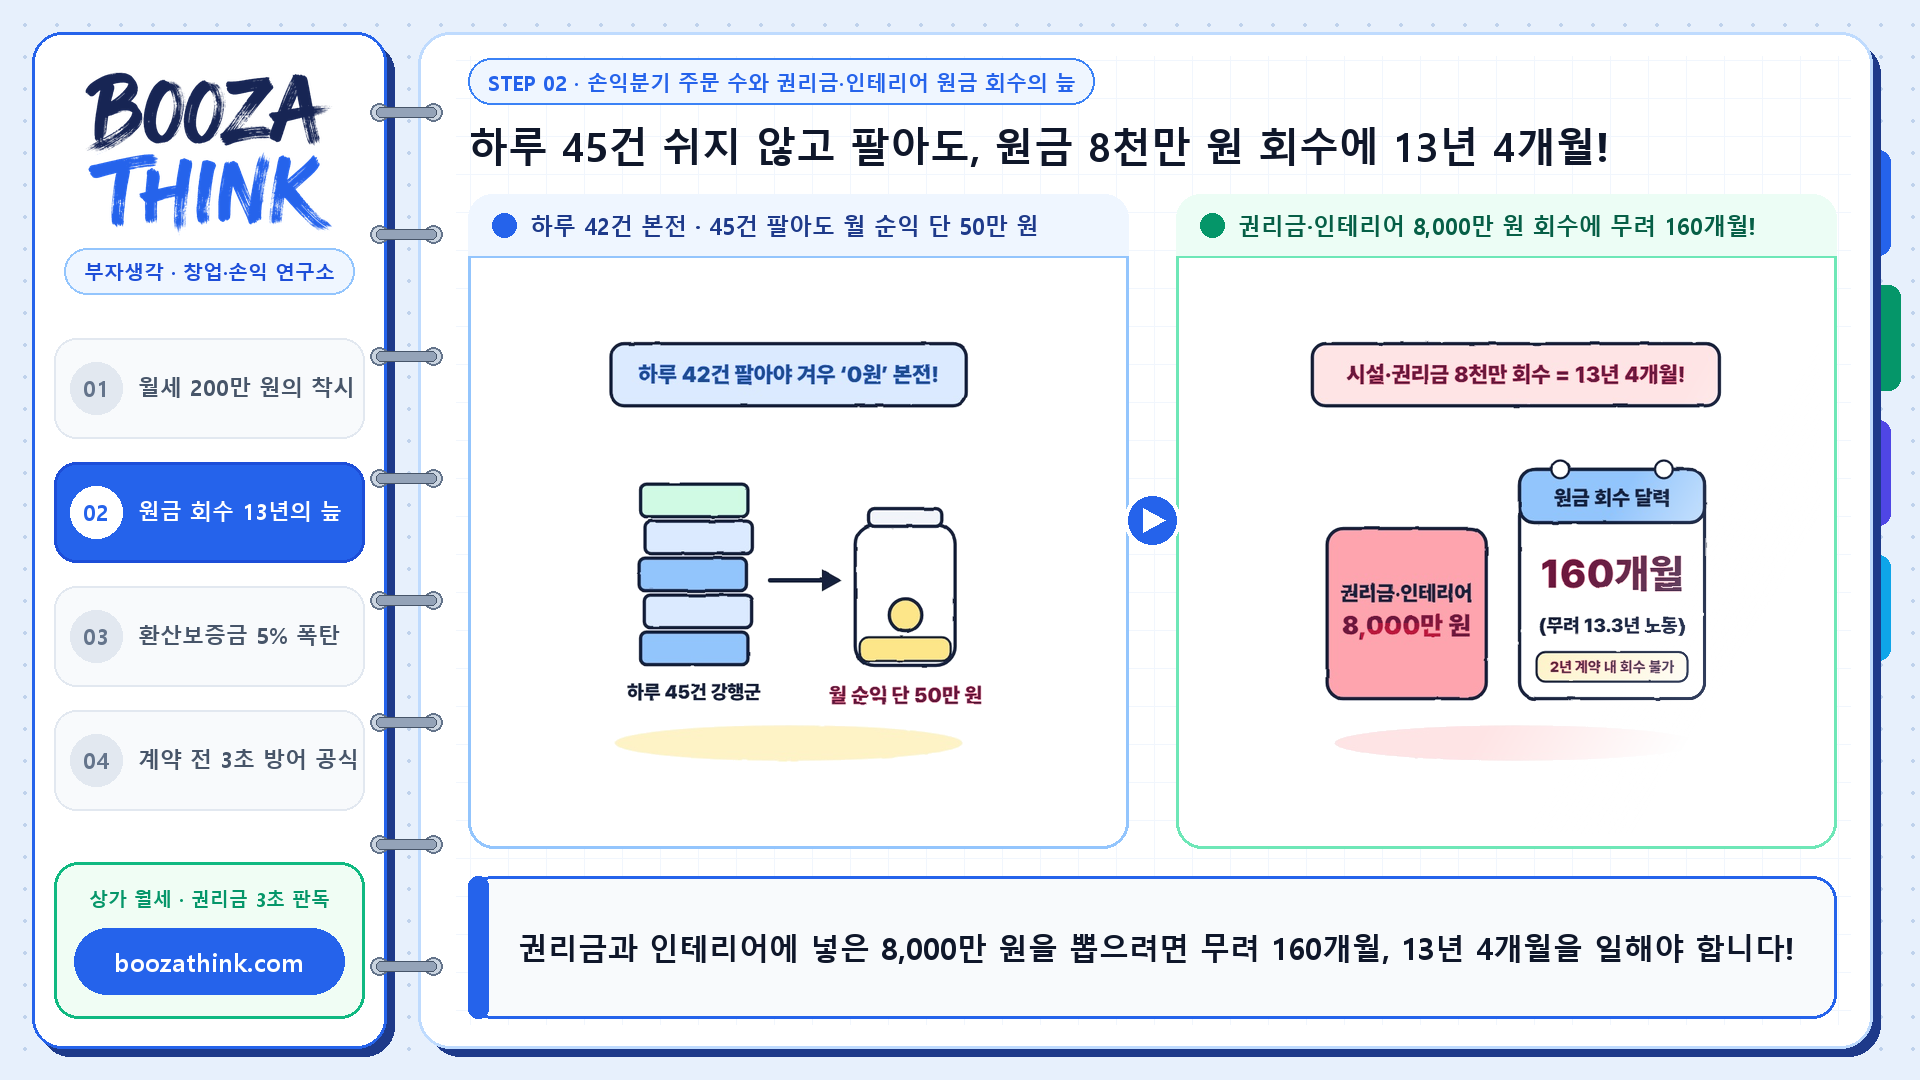 BOOZA
THINK
부자생각 · 창업·손익 연구소
01 월세 200만 원의 착시
02 원금 회수 13년의 늪
03 환산보증금 5% 폭탄
04 계약 전 3초 방어 공식
상가 월세 · 권리금 3초 판독
boozathink.com
STEP 02 · 손익분기 주문 수와 권리금·인테리어 원금 회수의 늪
하루 45건 쉬지 않고 팔아도, 원금 8천만 원 회수에 13년 4개월!
하루 42건 본전 · 45건 팔아도 월 순익 단 50만 원
하루 42건 팔아야 겨우 ‘0원’ 본전!
하루 45건 강행군
월 순익 단 50만 원
권리금·인테리어 8,000만 원 회수에 무려 160개월!
시설·권리금 8천만 회수 = 13년 4개월!
권리금·인테리어
8,000만 원
원금 회수 달력
160개월
(무려 13.3년 노동)
2년 계약 내 회수 불가
권리금과 인테리어에 넣은 8,000만 원을 뽑으려면 무려 160개월, 13년 4개월을 일해야 합니다!